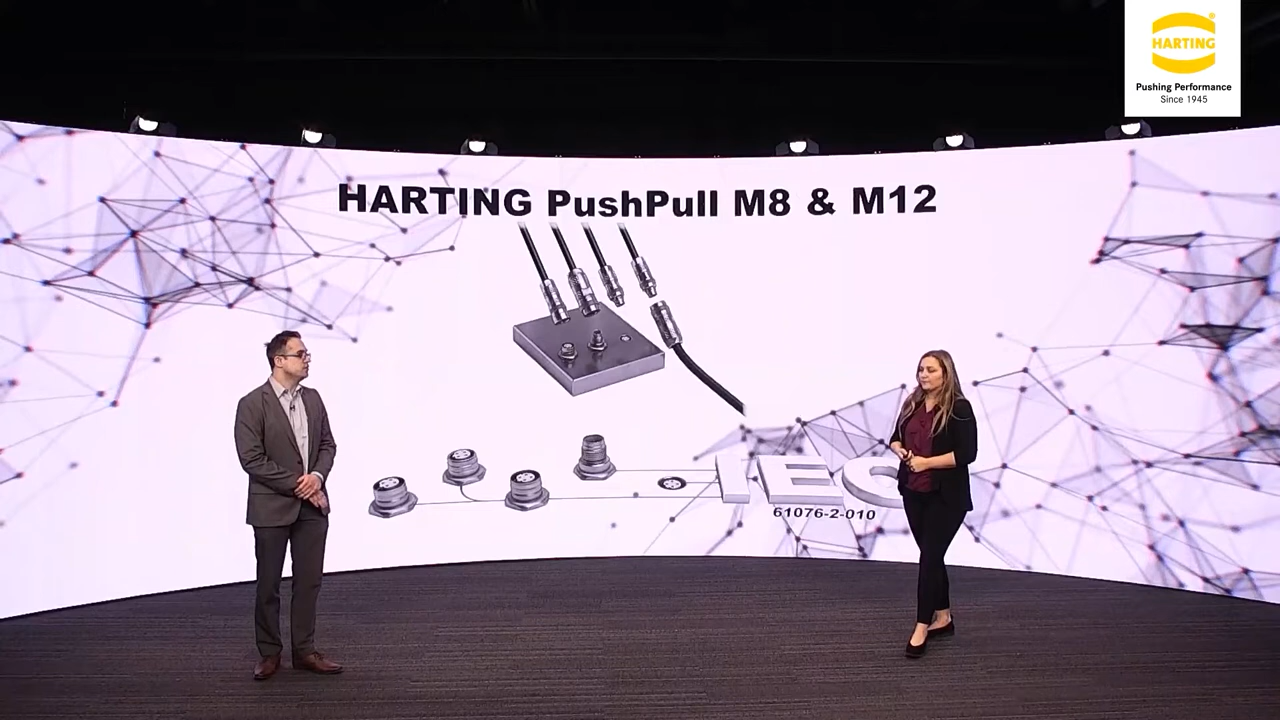 HARTING
Pushing Performance
Since 1945
HARTING PushPull M8 & M12
IEC
61076-2-010